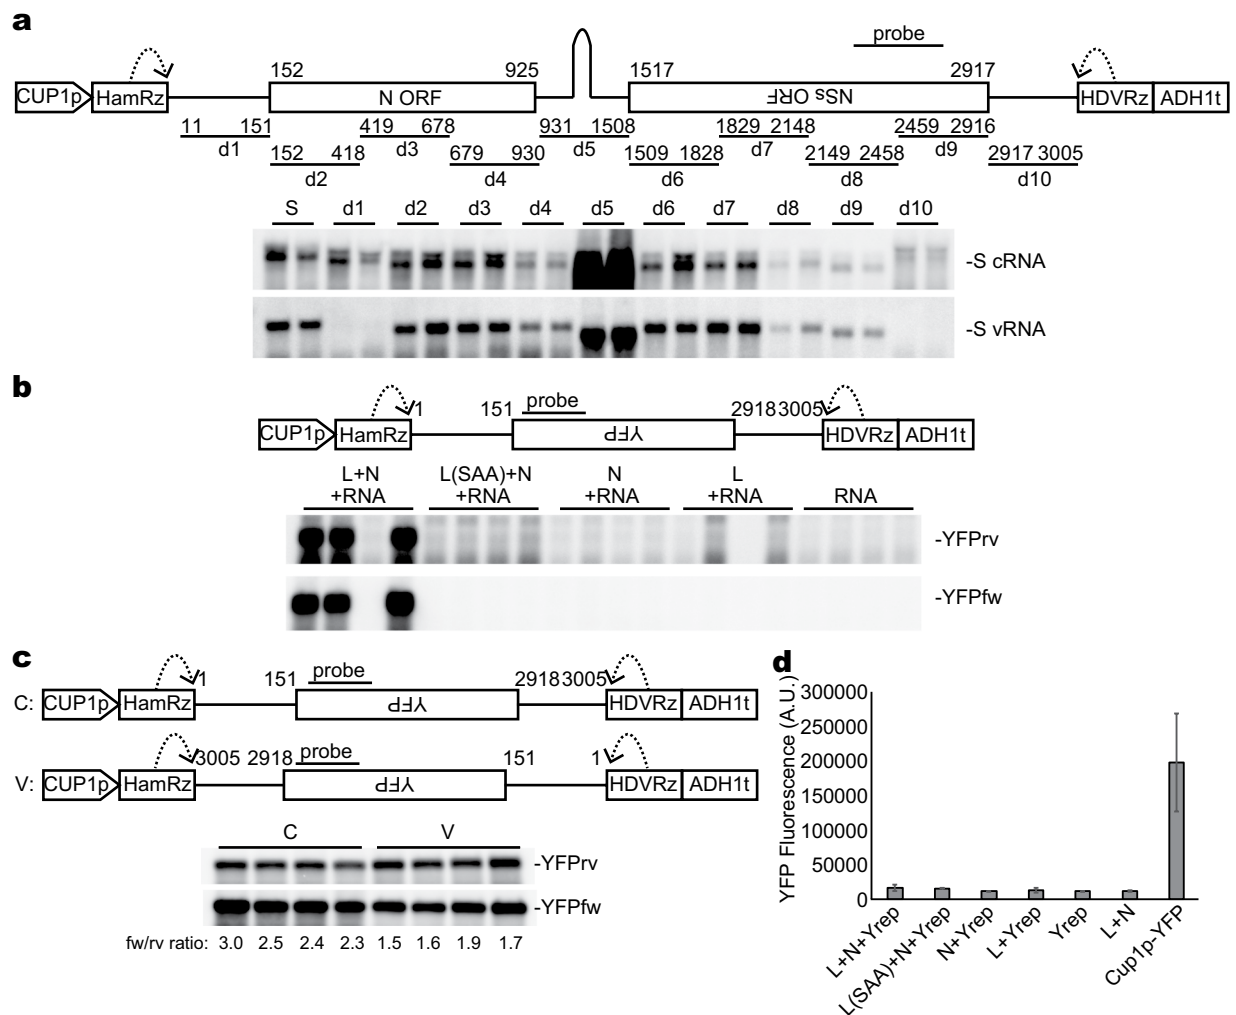 a
probe
152 925 1517 2917
CUP1p HamRz N ORF NSs ORF HDVRz ADH1t
11 151 419 678 931 1508 1829 2148 2459 2916
d1 d3 d5 d7 d9
152 418 679 930 1509 1828 2149 2458 2917 3005
d2 d4 d6 d8 d10
S d1 d2 d3 d4 d5 d6 d7 d8 d9 d10
-S cRNA
-S vRNA
b
1 151 probe 2918 3005
CUP1p HamRz YFP HDVRz ADH1t
L+N L(SAA)+N N L
+RNA +RNA +RNA +RNA RNA
-YFPrv
-YFPfw
c
1 151 probe 2918 3005
C: CUP1p HamRz YFP HDVRz ADH1t
3005 2918 probe 151 1
V: CUP1p HamRz YFP HDVRz ADH1t
C V
-YFPrv
-YFPfw
fw/rv ratio: 3.0 2.5 2.4 2.3 1.5 1.6 1.9 1.7
d
YFP Fluorescence (A.U.)
300000
250000
200000
150000
100000
50000
0
L+N+Yrep
L(SAA)+N+Yrep
N+Yrep
L+Yrep
Yrep
L+N
Cup1p-YFP